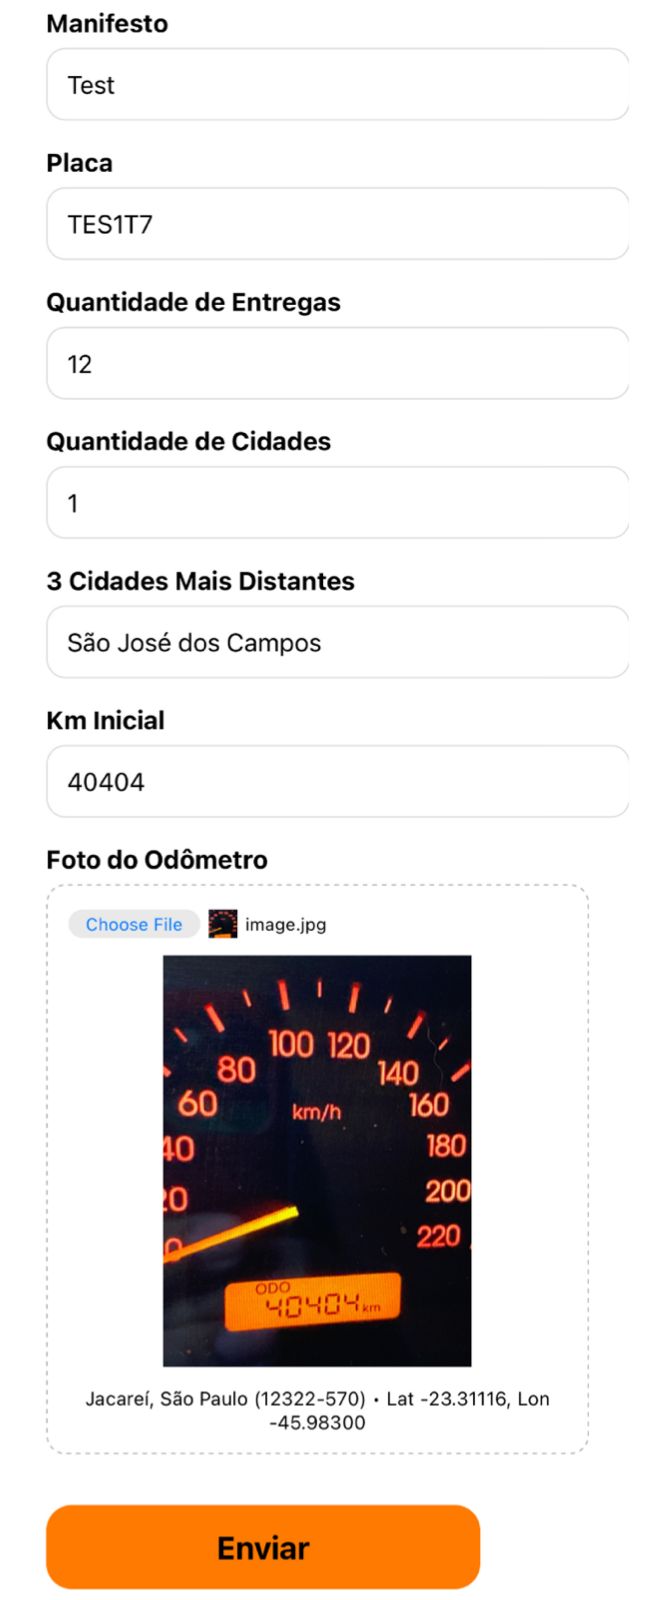 Manifesto
Test
Placa
TES1T7
Quantidade de Entregas
12
Quantidade de Cidades
1
3 Cidades Mais Distantes
São José dos Campos
Km Inicial
40404
Foto do Odômetro
Choose File image.jpg
100 120
80 140
60 km/h 160
40 180
20 200
0 220
ODO
40404 km
Jacareí, São Paulo (12322-570) • Lat -23.31116, Lon
-45.98300
Enviar